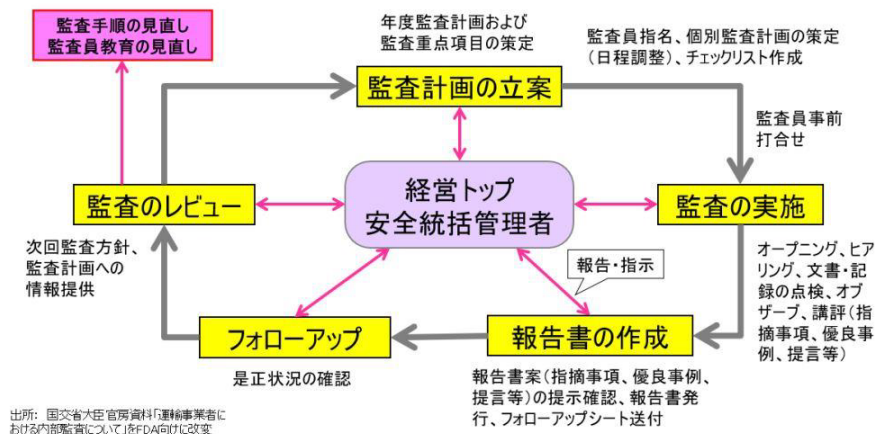 監査手順の見直し
監査員教育の見直し
年度監査計画および
監査重点項目の策定
監査員指名、個別監査計画の策定
(日程調整)、チェックリスト作成
監査計画の立案
監査員事前
打合せ
経営トップ
安全統括管理者
監査のレビュー
監査の実施
次回監査方針、
監査計画への
情報提供
報告・指示
オープニング、ヒア
リング、文書・記
録の点検、オブ
ザーブ、講評(指
摘事項、優良事
例、提言等)
フォローアップ
報告書の作成
是正状況の確認
報告書案(指摘事項、優良事例、
提言等)の提示確認、報告書発
行、フォローアップシート送付
出所: 国交省大臣官房資料「運輸事業者に
おける内部監査について」をFDA向けに改変